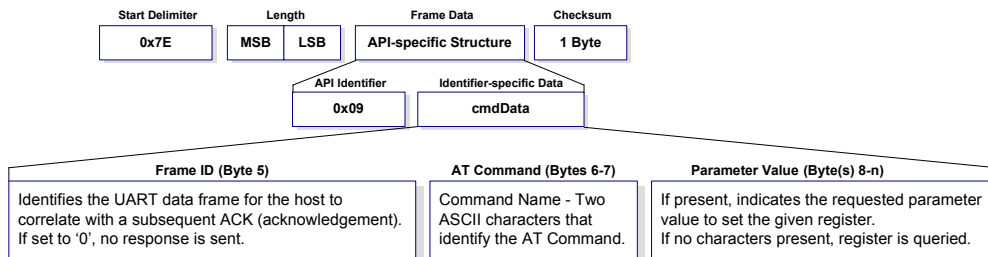 Start Delimiter Length Frame Data Checksum
0x7E MSB LSB API-specific Structure 1 Byte
API Identifier Identifier-specific Data
0x09 cmdData
Frame ID (Byte 5) AT Command (Bytes 6-7) Parameter Value (Byte(s) 8-n)
Identifies the UART data frame for the host to
correlate with a subsequent ACK (acknowledgement).
If set to ‘0’, no response is sent.
Command Name - Two
ASCII characters that
identify the AT Command.
If present, indicates the requested parameter
value to set the given register.
If no characters present, register is queried.